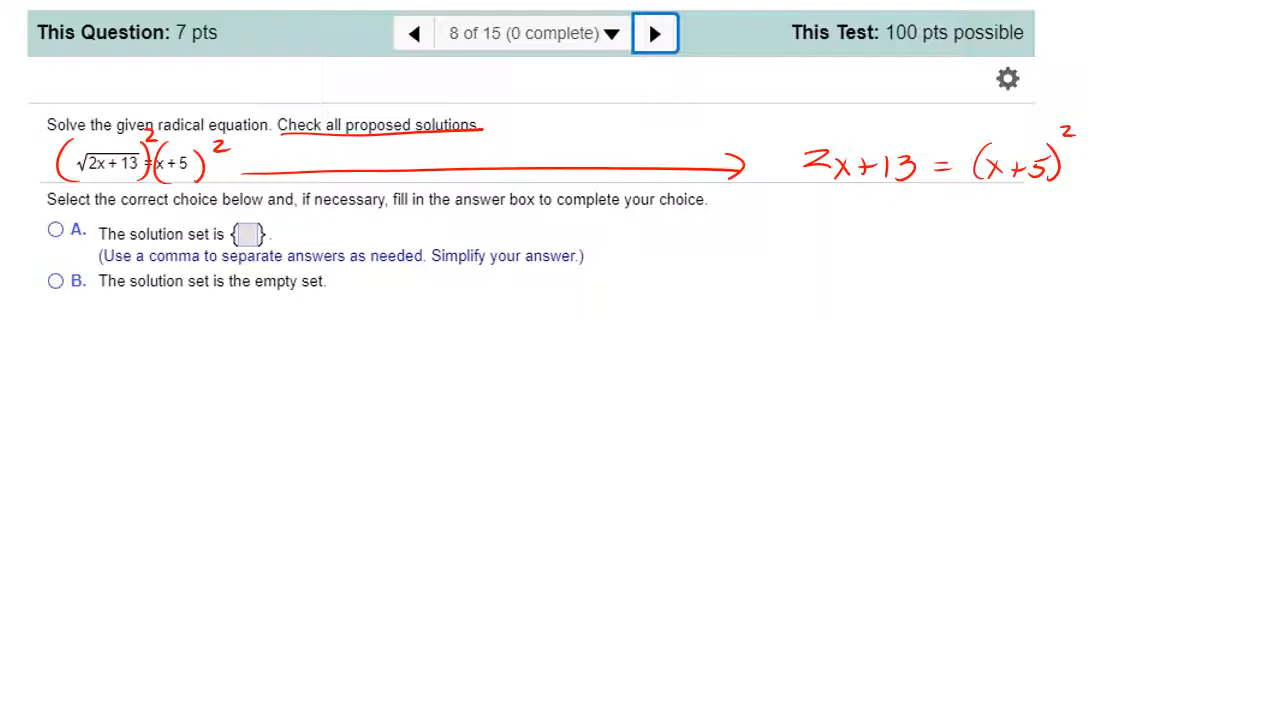 This Question: 7 pts 8 of 15 (0 complete) This Test: 100 pts possible
Solve the given radical equation. Check all proposed solutions.
(√2x + 13)² = (x + 5)² 2x+13 = (x+5)²
Select the correct choice below and, if necessary, fill in the answer box to complete your choice.
A. The solution set is { }.
(Use a comma to separate answers as needed. Simplify your answer.)
B. The solution set is the empty set.